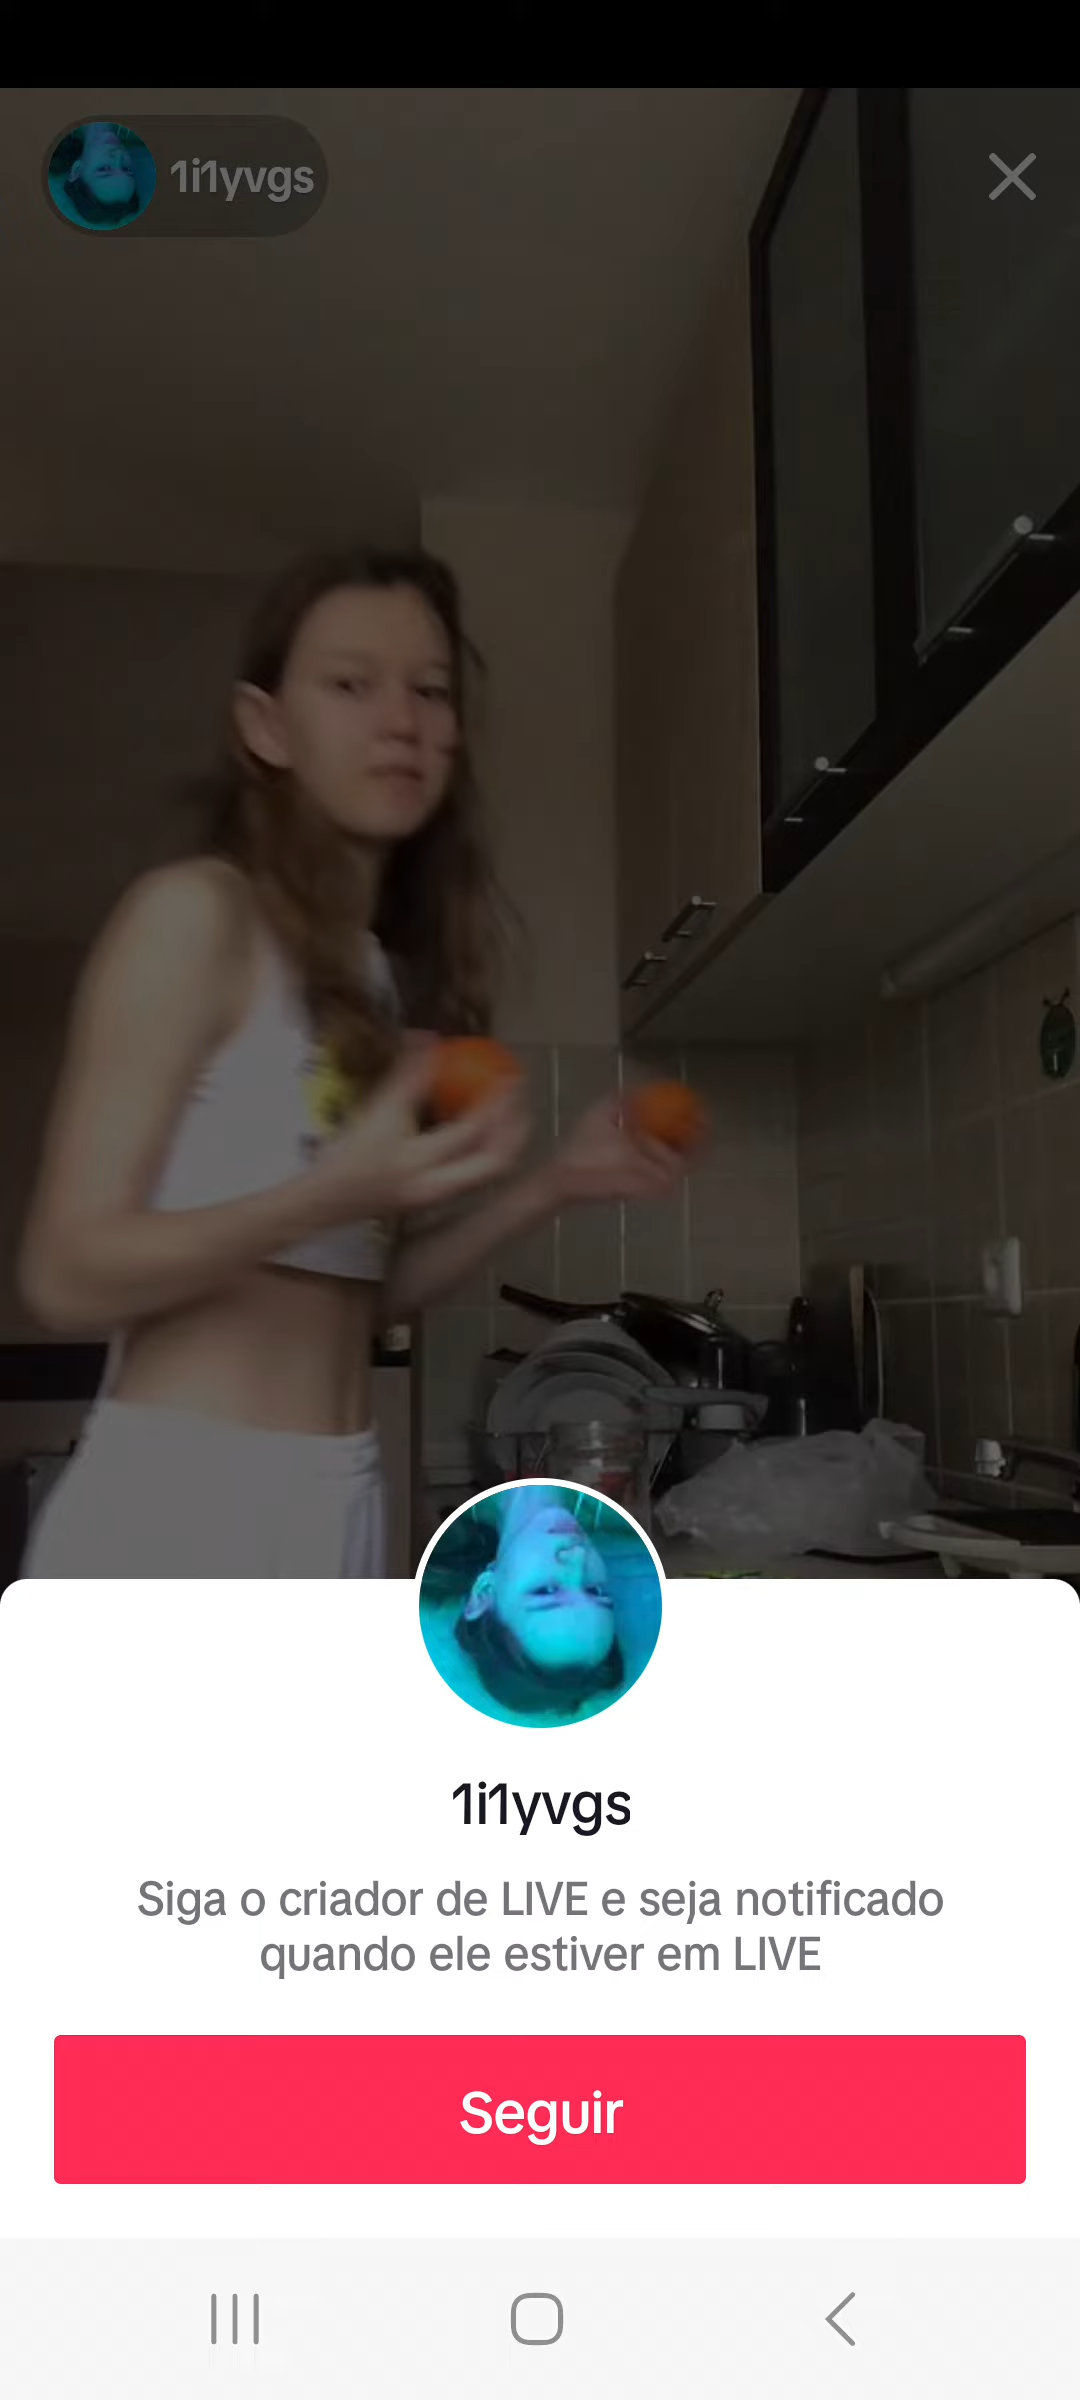 1i1yvgs
1i1yvgs
Siga o criador de LIVE e seja notificado
quando ele estiver em LIVE
Seguir